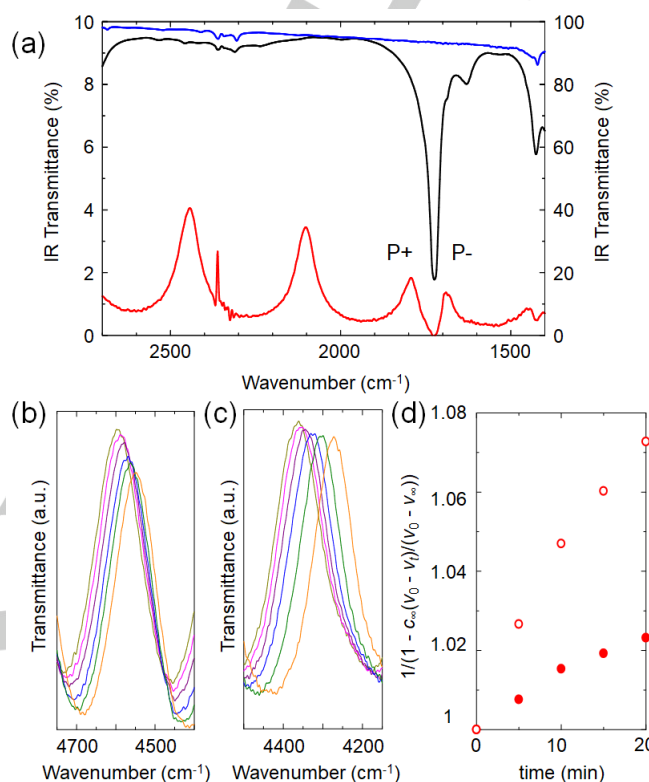 (a)
10
8
6
4
2
0
IR Transmittance (%)
100
80
60
40
20
0
IR Transmittance (%)
P+ P-
2500 2000 1500
Wavenumber (cm-1)
(b)
Transmittance (a.u.)
4700 4500
Wavenumber (cm-1)
(c)
Transmittance (a.u.)
4400 4200
Wavenumber (cm-1)
(d)
1/(1 - c∞(ν0 - νt)/(ν0 - ν∞))
1.08
1.06
1.04
1.02
1
0 10 20
time (min)